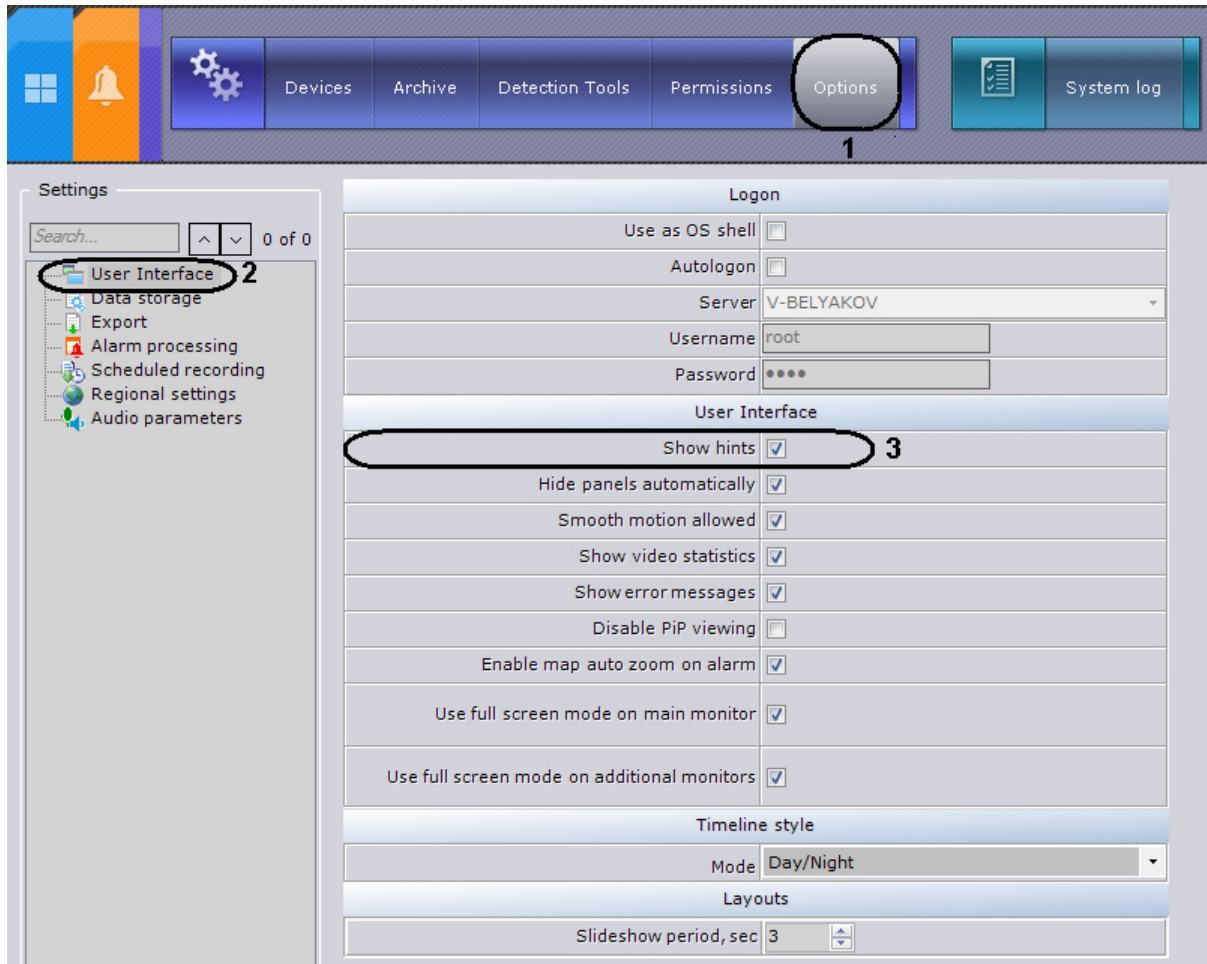 Devices Archive Detection Tools Permissions Options System log
1
Settings
Search... 0 of 0
User Interface 2
Data storage
Export
Alarm processing
Scheduled recording
Regional settings
Audio parameters
Logon
Use as OS shell
Autologon
Server V-BELYAKOV
Username root
Password ••••
User Interface
Show hints 3
Hide panels automatically
Smooth motion allowed
Show video statistics
Show error messages
Disable PiP viewing
Enable map auto zoom on alarm
Use full screen mode on main monitor
Use full screen mode on additional monitors
Timeline style
Mode Day/Night
Layouts
Slideshow period, sec 3